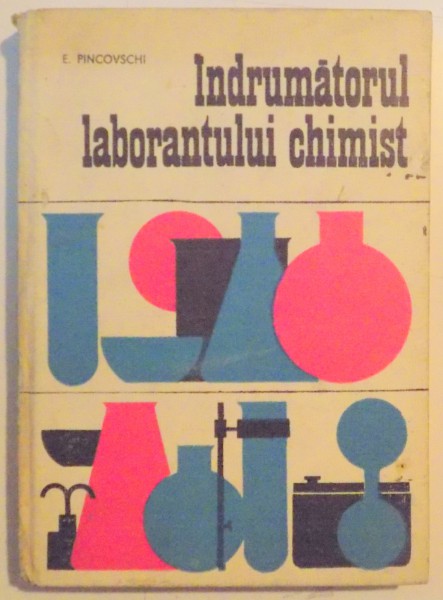 E. PINCOVSCHI
Indrumătorul
laborantului chimist